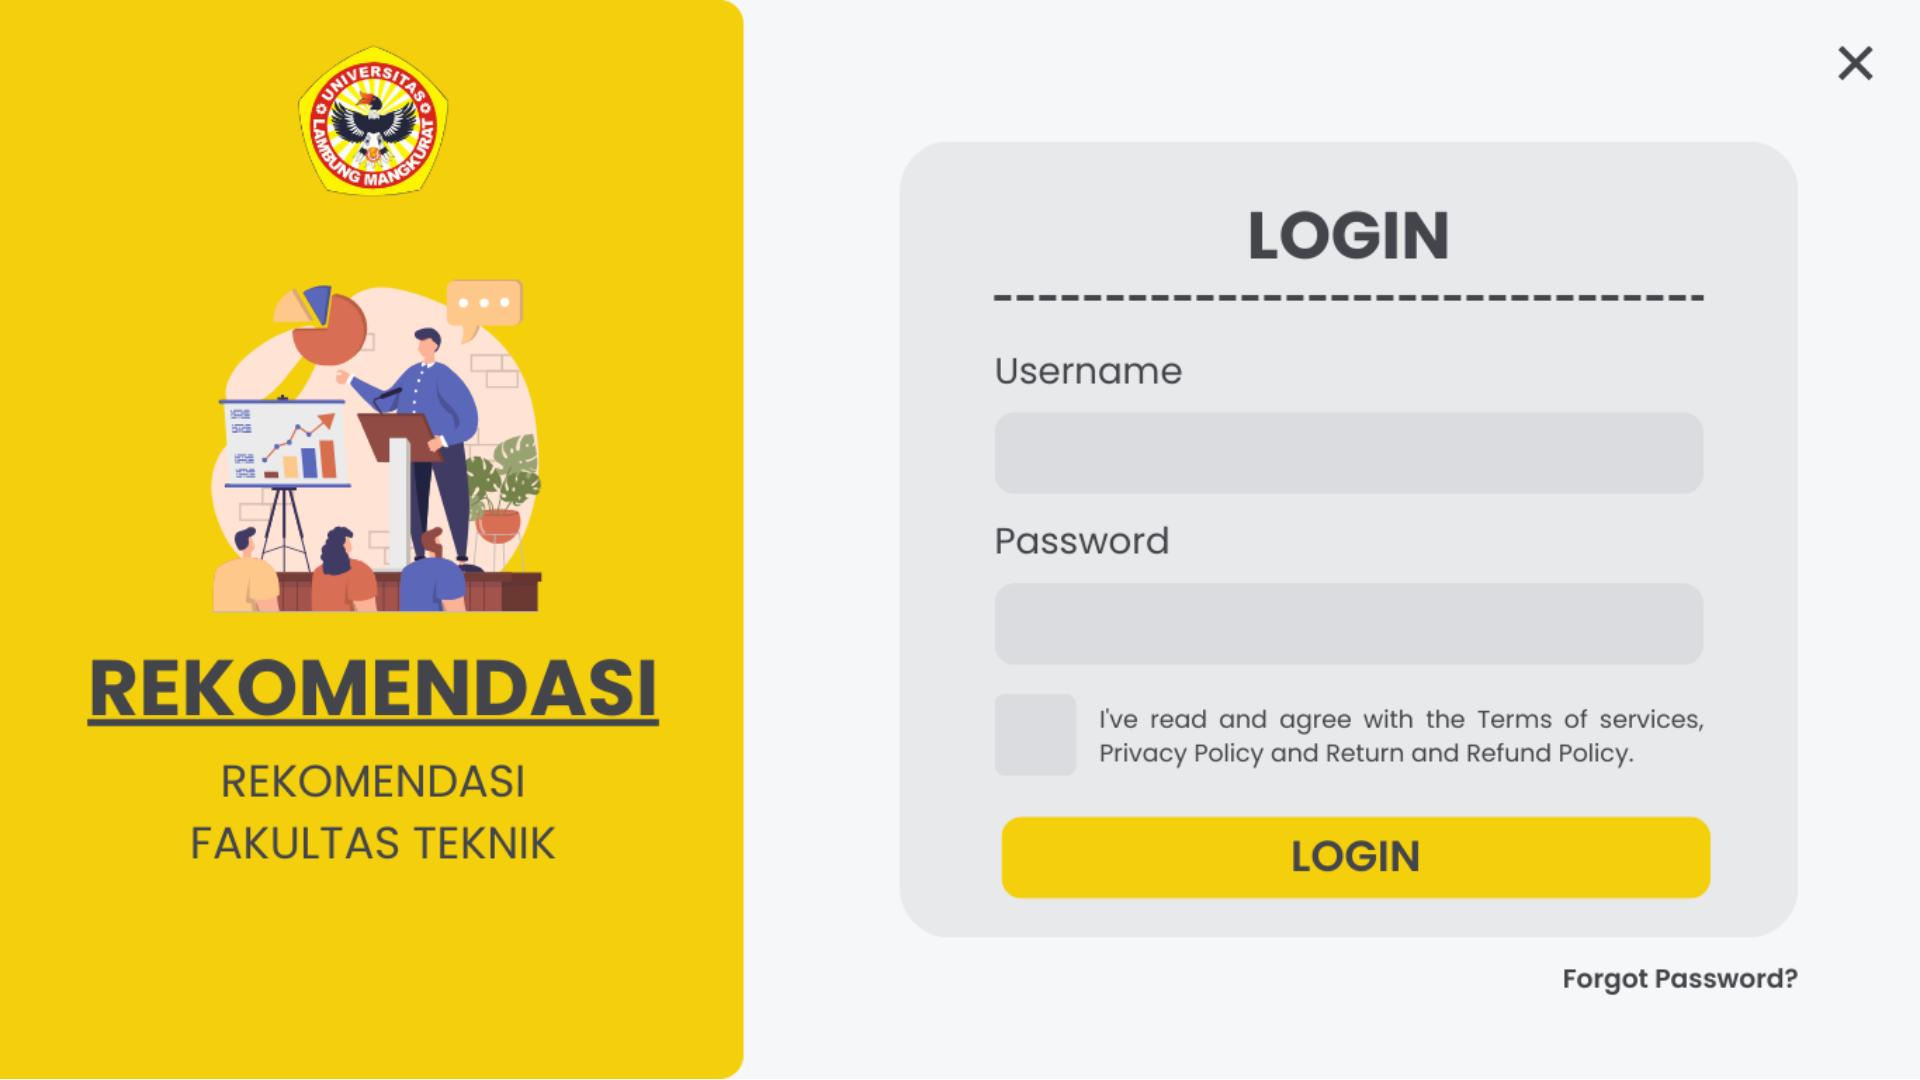 UNIVERSITAS
LAMBUNG MANGKURAT
REKOMENDASI
REKOMENDASI
FAKULTAS TEKNIK
LOGIN
Username
Password
I've read and agree with the Terms of services,
Privacy Policy and Return and Refund Policy.
LOGIN
Forgot Password?